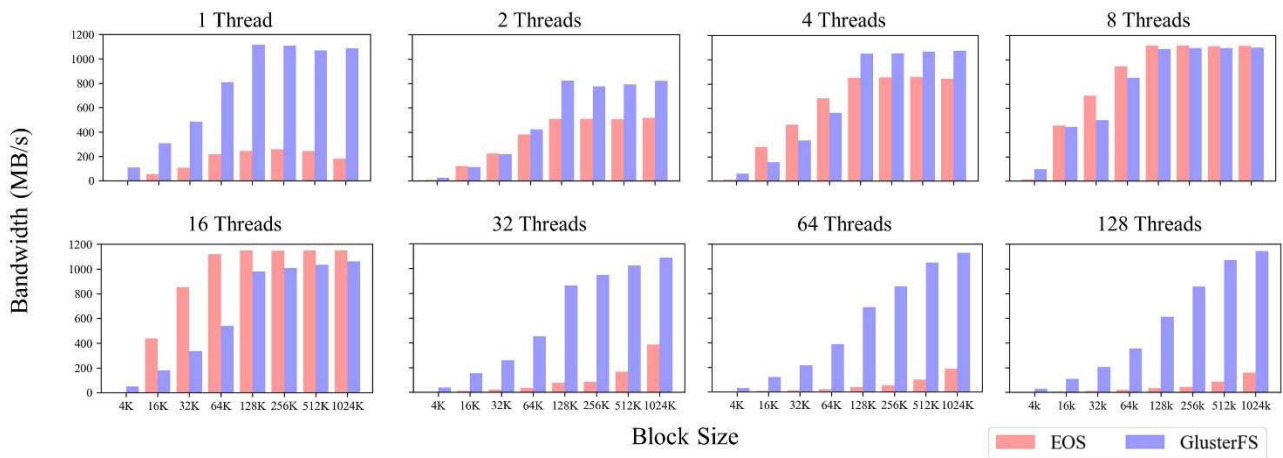 1 Thread
2 Threads
4 Threads
8 Threads
1200
1000
800
600
400
200
0
16 Threads
32 Threads
64 Threads
128 Threads
1200
1000
800
600
400
200
0
4K 16K 32K 64K 128K 256K 512K 1024K
4K 16K 32K 64K 128K 256K 512K 1024K
4K 16K 32K 64K 128K 256K 512K 1024K
4k 16k 32k 64k 128k 256k 512k 1024k
Bandwidth (MB/s)
Block Size
EOS
GlusterFS